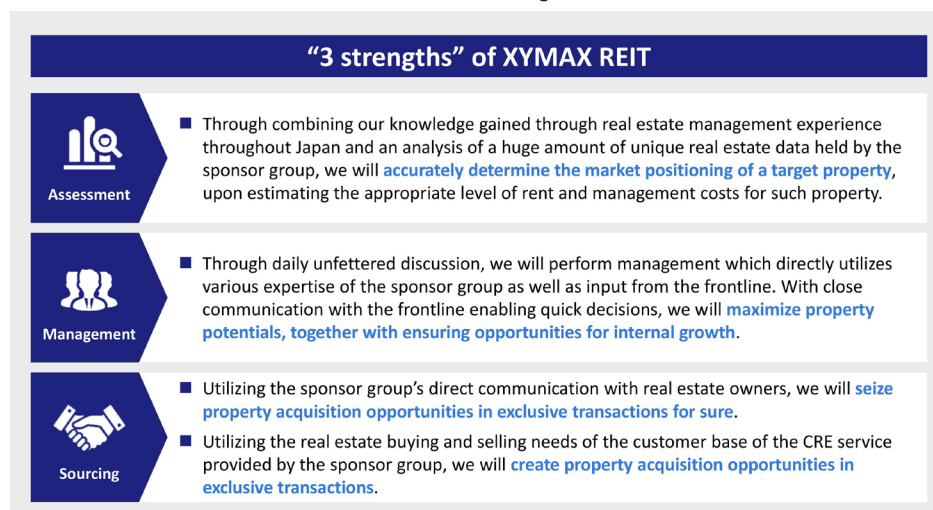 “3 strengths” of XYMAX REIT
Assessment
■ Through combining our knowledge gained through real estate management experience
throughout Japan and an analysis of a huge amount of unique real estate data held by the
sponsor group, we will accurately determine the market positioning of a target property,
upon estimating the appropriate level of rent and management costs for such property.
Management
■ Through daily unfettered discussion, we will perform management which directly utilizes
various expertise of the sponsor group as well as input from the frontline. With close
communication with the frontline enabling quick decisions, we will maximize property
potentials, together with ensuring opportunities for internal growth.
Sourcing
■ Utilizing the sponsor group’s direct communication with real estate owners, we will seize
property acquisition opportunities in exclusive transactions for sure.
■ Utilizing the real estate buying and selling needs of the customer base of the CRE service
provided by the sponsor group, we will create property acquisition opportunities in
exclusive transactions.